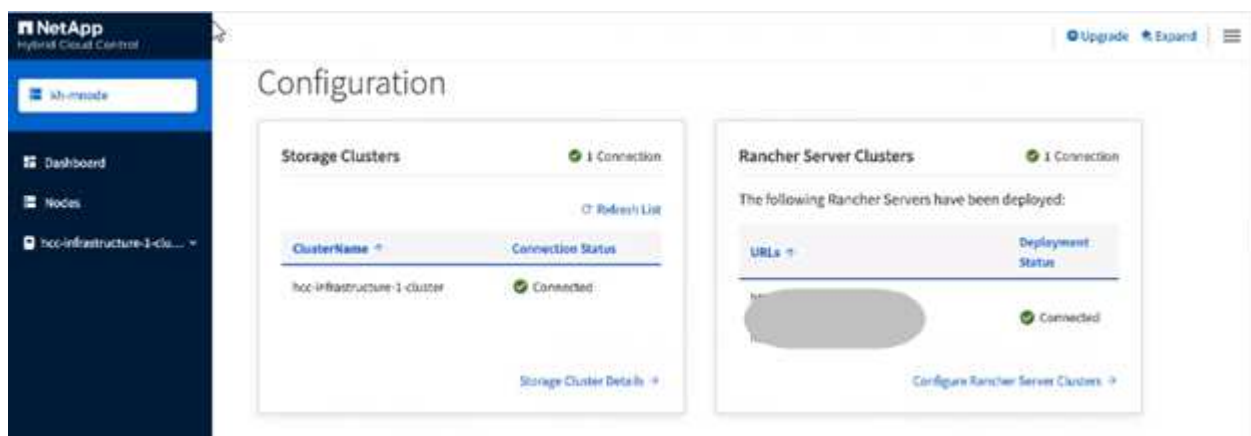 NetApp
Hybrid Cloud Control
Upgrade Expand
kh-mnode
Configuration
Dashboard
Nodes
hcc-infrastructure-1-clu...
Storage Clusters
1 Connection
Refresh List
ClusterName
Connection Status
hcc-infrastructure-1-cluster
Connected
Storage Cluster Details
Rancher Server Clusters
1 Connection
The following Rancher Servers have been deployed:
URLs
Deployment
Status
Connected
Configure Rancher Server Clusters